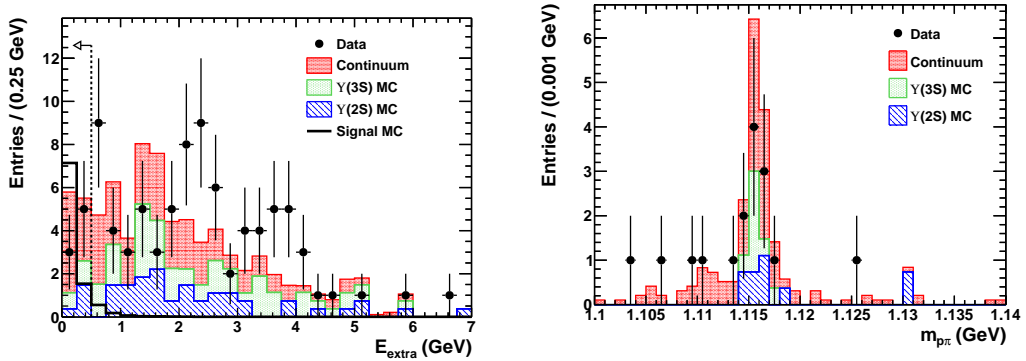 Entries / (0.25 GeV)
12
10
8
6
4
2
0
Data
Continuum
ϒ(3S) MC
ϒ(2S) MC
Signal MC
0 1 2 3 4 5 6 7
E_extra (GeV)
Entries / (0.001 GeV)
6
5
4
3
2
1
0
Data
Continuum
ϒ(3S) MC
ϒ(2S) MC
1.1 1.105 1.11 1.115 1.12 1.125 1.13 1.135 1.14
m_pπ (GeV)